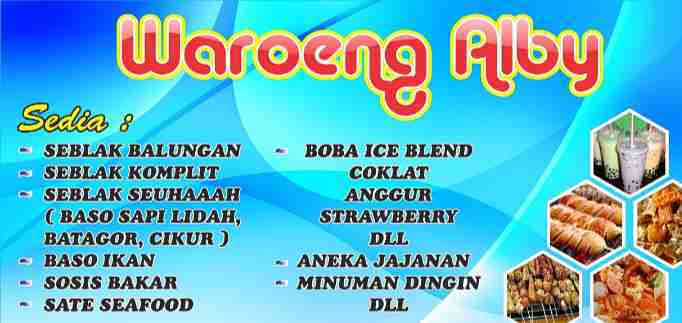 Waroeng Alby
Sedia :
SEBLAK BALUNGAN
SEBLAK KOMPLIT
SEBLAK SEUHAAAH
( BASO SAPI LIDAH,
BATAGOR, CIKUR )
BASO IKAN
SOSIS BAKAR
SATE SEAFOOD
BOBA ICE BLEND
COKLAT
ANGGUR
STRAWBERRY
DLL
ANEKA JAJANAN
MINUMAN DINGIN
DLL